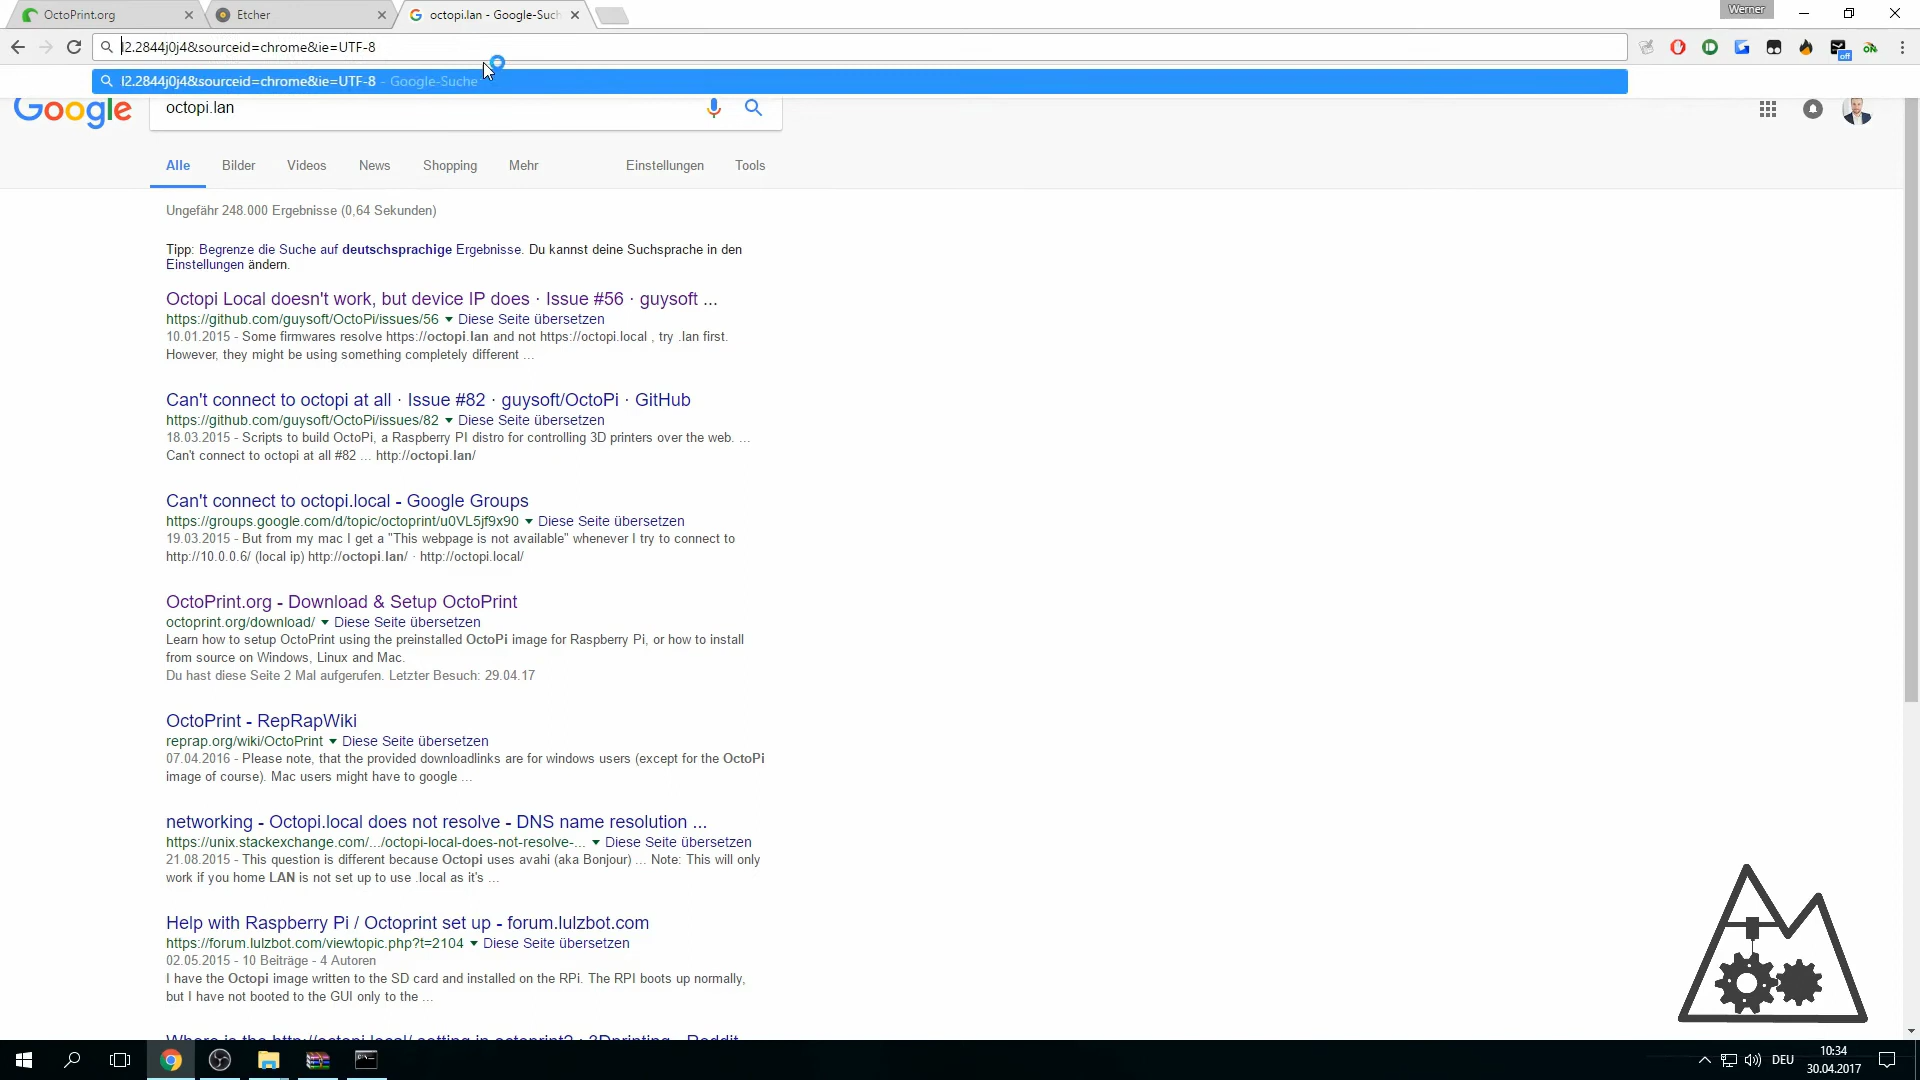 OctoPrint.org
Etcher
octopi.lan - Google-Such
Werner
l2.2844j0j4&sourceid=chrome&ie=UTF-8
off
l2.2844j0j4&sourceid=chrome&ie=UTF-8 - Google-Suche
Google
octopi.lan
Alle Bilder Videos News Shopping Mehr Einstellungen Tools
Ungefähr 248.000 Ergebnisse (0,64 Sekunden)
Tipp: Begrenze die Suche auf deutschsprachige Ergebnisse. Du kannst deine Suchsprache in den
Einstellungen ändern.
Octopi Local doesn't work, but device IP does · Issue #56 · guysoft ...
https://github.com/guysoft/OctoPi/issues/56 Diese Seite übersetzen
10.01.2015 - Some firmwares resolve https://octopi.lan and not https://octopi.local , try .lan first.
However, they might be using something completely different ...
Can't connect to octopi at all · Issue #82 · guysoft/OctoPi · GitHub
https://github.com/guysoft/OctoPi/issues/82 Diese Seite übersetzen
18.03.2015 - Scripts to build OctoPi, a Raspberry PI distro for controlling 3D printers over the web. ...
Can't connect to octopi at all #82 ... http://octopi.lan/
Can't connect to octopi.local - Google Groups
https://groups.google.com/d/topic/octoprint/u0VL5jf9x90 Diese Seite übersetzen
19.03.2015 - But from my mac I get a "This webpage is not available" whenever I try to connect to
http://10.0.0.6/ (local ip) http://octopi.lan/ · http://octopi.local/
OctoPrint.org - Download & Setup OctoPrint
octoprint.org/download/ Diese Seite übersetzen
Learn how to setup OctoPrint using the preinstalled OctoPi image for Raspberry Pi, or how to install
from source on Windows, Linux and Mac.
Du hast diese Seite 2 Mal aufgerufen. Letzter Besuch: 29.04.17
OctoPrint - RepRapWiki
reprap.org/wiki/OctoPrint Diese Seite übersetzen
07.04.2016 - Please note, that the provided downloadlinks are for windows users (except for the OctoPi
image of course). Mac users might have to google ...
networking - Octopi.local does not resolve - DNS name resolution ...
https://unix.stackexchange.com/.../octopi-local-does-not-resolve-... Diese Seite übersetzen
21.08.2015 - This question is different because Octopi uses avahi (aka Bonjour) ... Note: This will only
work if you home LAN is not set up to use .local as it's ...
Help with Raspberry Pi / Octoprint set up - forum.lulzbot.com
https://forum.lulzbot.com/viewtopic.php?t=2104 Diese Seite übersetzen
02.05.2015 - 10 Beiträge - 4 Autoren
I have the Octopi image written to the SD card and installed on the RPi. The RPI boots up normally,
but I have not booted to the GUI only to the ...
Where is the http://octopi.local/ setting in octoprint? : 3Dprinting - Reddit
DEU
10:34
30.04.2017